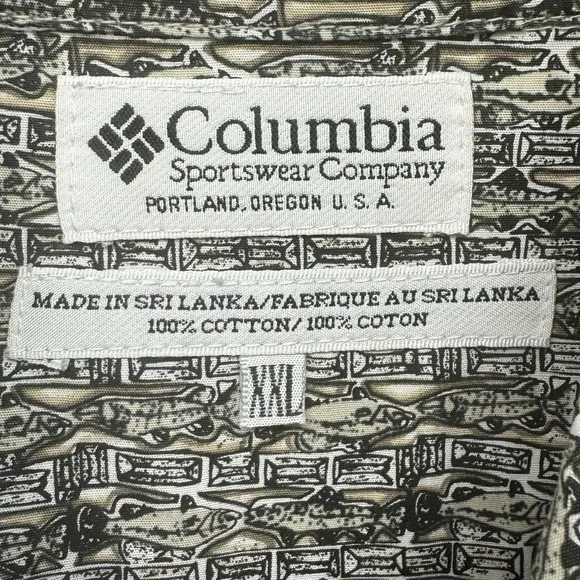 Columbia
Sportswear Company
PORTLAND, OREGON U.S.A.
MADE IN SRI LANKA/FABRIQUE AU SRI LANKA
100% COTTON/100% COTON
XXL